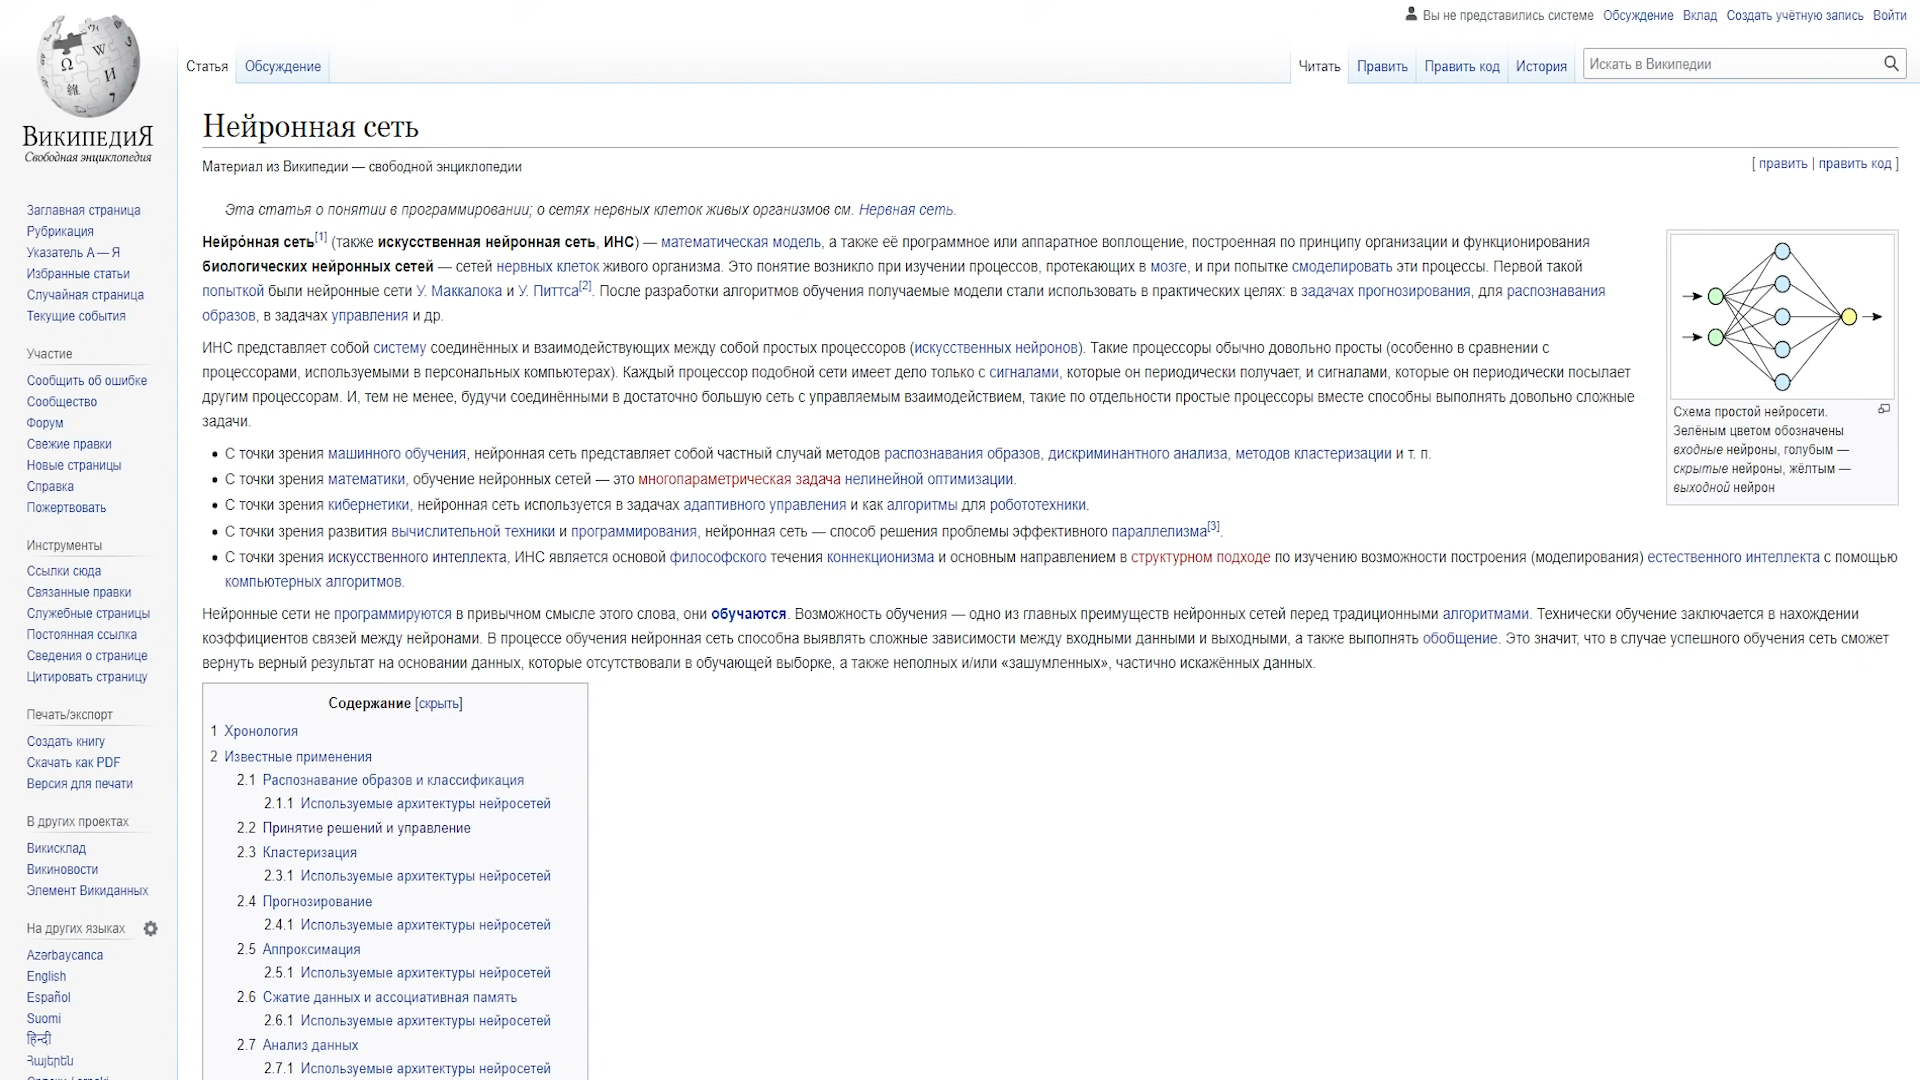 Вы не представились системе Обсуждение Вклад Создать учётную запись Войти
Статья Обсуждение Читать Править Править код История Искать в Википедии
ВикипедиЯ
Свободная энциклопедия
Заглавная страница
Рубрикация
Указатель А — Я
Избранные статьи
Случайная страница
Текущие события
Участие
Сообщить об ошибке
Сообщество
Форум
Свежие правки
Новые страницы
Справка
Пожертвовать
Инструменты
Ссылки сюда
Связанные правки
Служебные страницы
Постоянная ссылка
Сведения о странице
Цитировать страницу
Печать/экспорт
Создать книгу
Скачать как PDF
Версия для печати
В других проектах
Викисклад
Викиновости
Элемент Викиданных
На других языках
Azərbaycanca
English
Español
Suomi
हिन्दी
Հայերեն
Нейронная сеть
Материал из Википедии — свободной энциклопедии
[ править | править код ]
Эта статья о понятии в программировании; о сетях нервных клеток живых организмов см. Нервная сеть.
Нейро́нная сеть[1] (также искусственная нейронная сеть, ИНС) — математическая модель, а также её программное или аппаратное воплощение, построенная по принципу организации и функционирования
биологических нейронных сетей — сетей нервных клеток живого организма. Это понятие возникло при изучении процессов, протекающих в мозге, и при попытке смоделировать эти процессы. Первой такой
попыткой были нейронные сети У. Маккалока и У. Питтса[2]. После разработки алгоритмов обучения получаемые модели стали использовать в практических целях: в задачах прогнозирования, для распознавания
образов, в задачах управления и др.
ИНС представляет собой систему соединённых и взаимодействующих между собой простых процессоров (искусственных нейронов). Такие процессоры обычно довольно просты (особенно в сравнении с
процессорами, используемыми в персональных компьютерах). Каждый процессор подобной сети имеет дело только с сигналами, которые он периодически получает, и сигналами, которые он периодически посылает
другим процессорам. И, тем не менее, будучи соединёнными в достаточно большую сеть с управляемым взаимодействием, такие по отдельности простые процессоры вместе способны выполнять довольно сложные
задачи.
Схема простой нейросети.
Зелёным цветом обозначены
входные нейроны, голубым —
скрытые нейроны, жёлтым —
выходной нейрон
• С точки зрения машинного обучения, нейронная сеть представляет собой частный случай методов распознавания образов, дискриминантного анализа, методов кластеризации и т. п.
• С точки зрения математики, обучение нейронных сетей — это многопараметрическая задача нелинейной оптимизации.
• С точки зрения кибернетики, нейронная сеть используется в задачах адаптивного управления и как алгоритмы для робототехники.
• С точки зрения развития вычислительной техники и программирования, нейронная сеть — способ решения проблемы эффективного параллелизма[3].
• С точки зрения искусственного интеллекта, ИНС является основой философского течения коннекционизма и основным направлением в структурном подходе по изучению возможности построения (моделирования) естественного интеллекта с помощью
компьютерных алгоритмов.
Нейронные сети не программируются в привычном смысле этого слова, они обучаются. Возможность обучения — одно из главных преимуществ нейронных сетей перед традиционными алгоритмами. Технически обучение заключается в нахождении
коэффициентов связей между нейронами. В процессе обучения нейронная сеть способна выявлять сложные зависимости между входными данными и выходными, а также выполнять обобщение. Это значит, что в случае успешного обучения сеть сможет
вернуть верный результат на основании данных, которые отсутствовали в обучающей выборке, а также неполных и/или «зашумленных», частично искажённых данных.
Содержание [скрыть]
1 Хронология
2 Известные применения
2.1 Распознавание образов и классификация
2.1.1 Используемые архитектуры нейросетей
2.2 Принятие решений и управление
2.3 Кластеризация
2.3.1 Используемые архитектуры нейросетей
2.4 Прогнозирование
2.4.1 Используемые архитектуры нейросетей
2.5 Аппроксимация
2.5.1 Используемые архитектуры нейросетей
2.6 Сжатие данных и ассоциативная память
2.6.1 Используемые архитектуры нейросетей
2.7 Анализ данных
2.7.1 Используемые архитектуры нейросетей